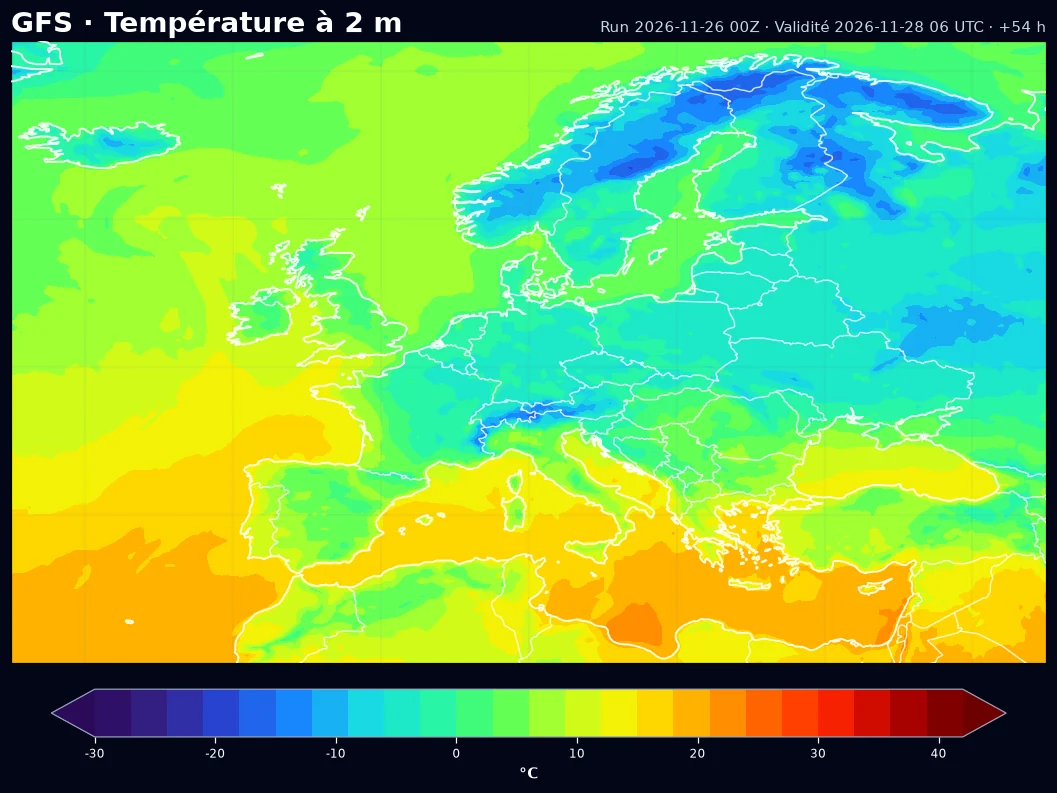 GFS · Température à 2 m
Run 2026-11-26 00Z · Validité 2026-11-28 06 UTC · +54 h
-30 -20 -10 0 10 20 30 40
°C